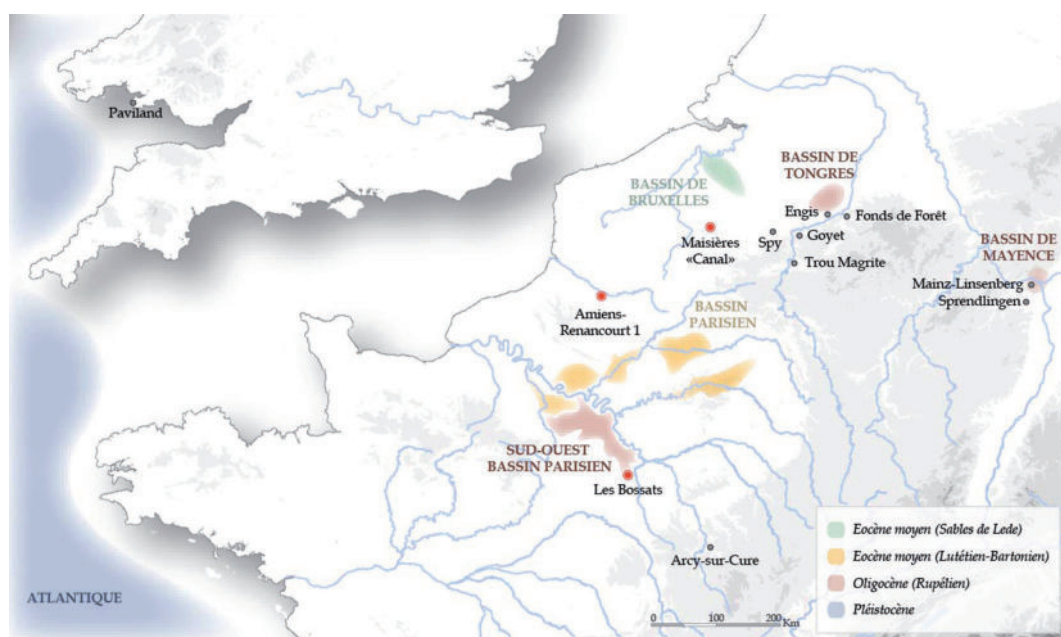 Paviland
BASSIN DE
BRUXELLES
BASSIN DE
TONGRES
Engis
Fonds de Forêt
Maisières
«Canal»
Spy
Goyet
Trou Magrite
BASSIN DE
MAYENCE
Mainz-Linsenberg
Sprendlingen
Amiens-
Renancourt 1
BASSIN
PARISIEN
SUD-OUEST
BASSIN PARISIEN
Les Bossats
Arcy-sur-Cure
ATLANTIQUE
Eocène moyen (Sables de Lede)
Eocène moyen (Lutétien-Bartonien)
Oligocène (Rupélien)
Pléistocène
0 100 200 Km